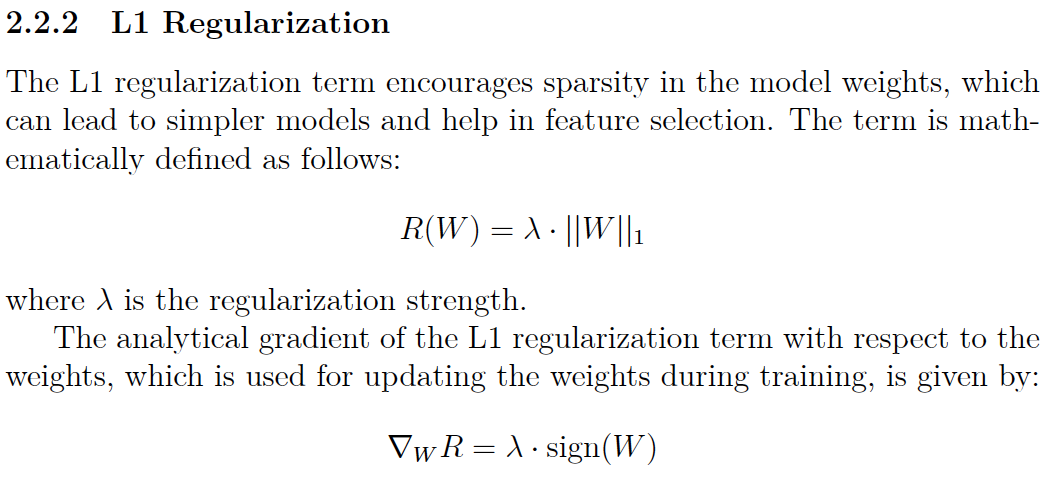 2.2.2 L1 Regularization
The L1 regularization term encourages sparsity in the model weights, which
can lead to simpler models and help in feature selection. The term is math-
ematically defined as follows:
R(W) = λ · ||W||₁
where λ is the regularization strength.
The analytical gradient of the L1 regularization term with respect to the
weights, which is used for updating the weights during training, is given by:
∇_W R = λ · sign(W)